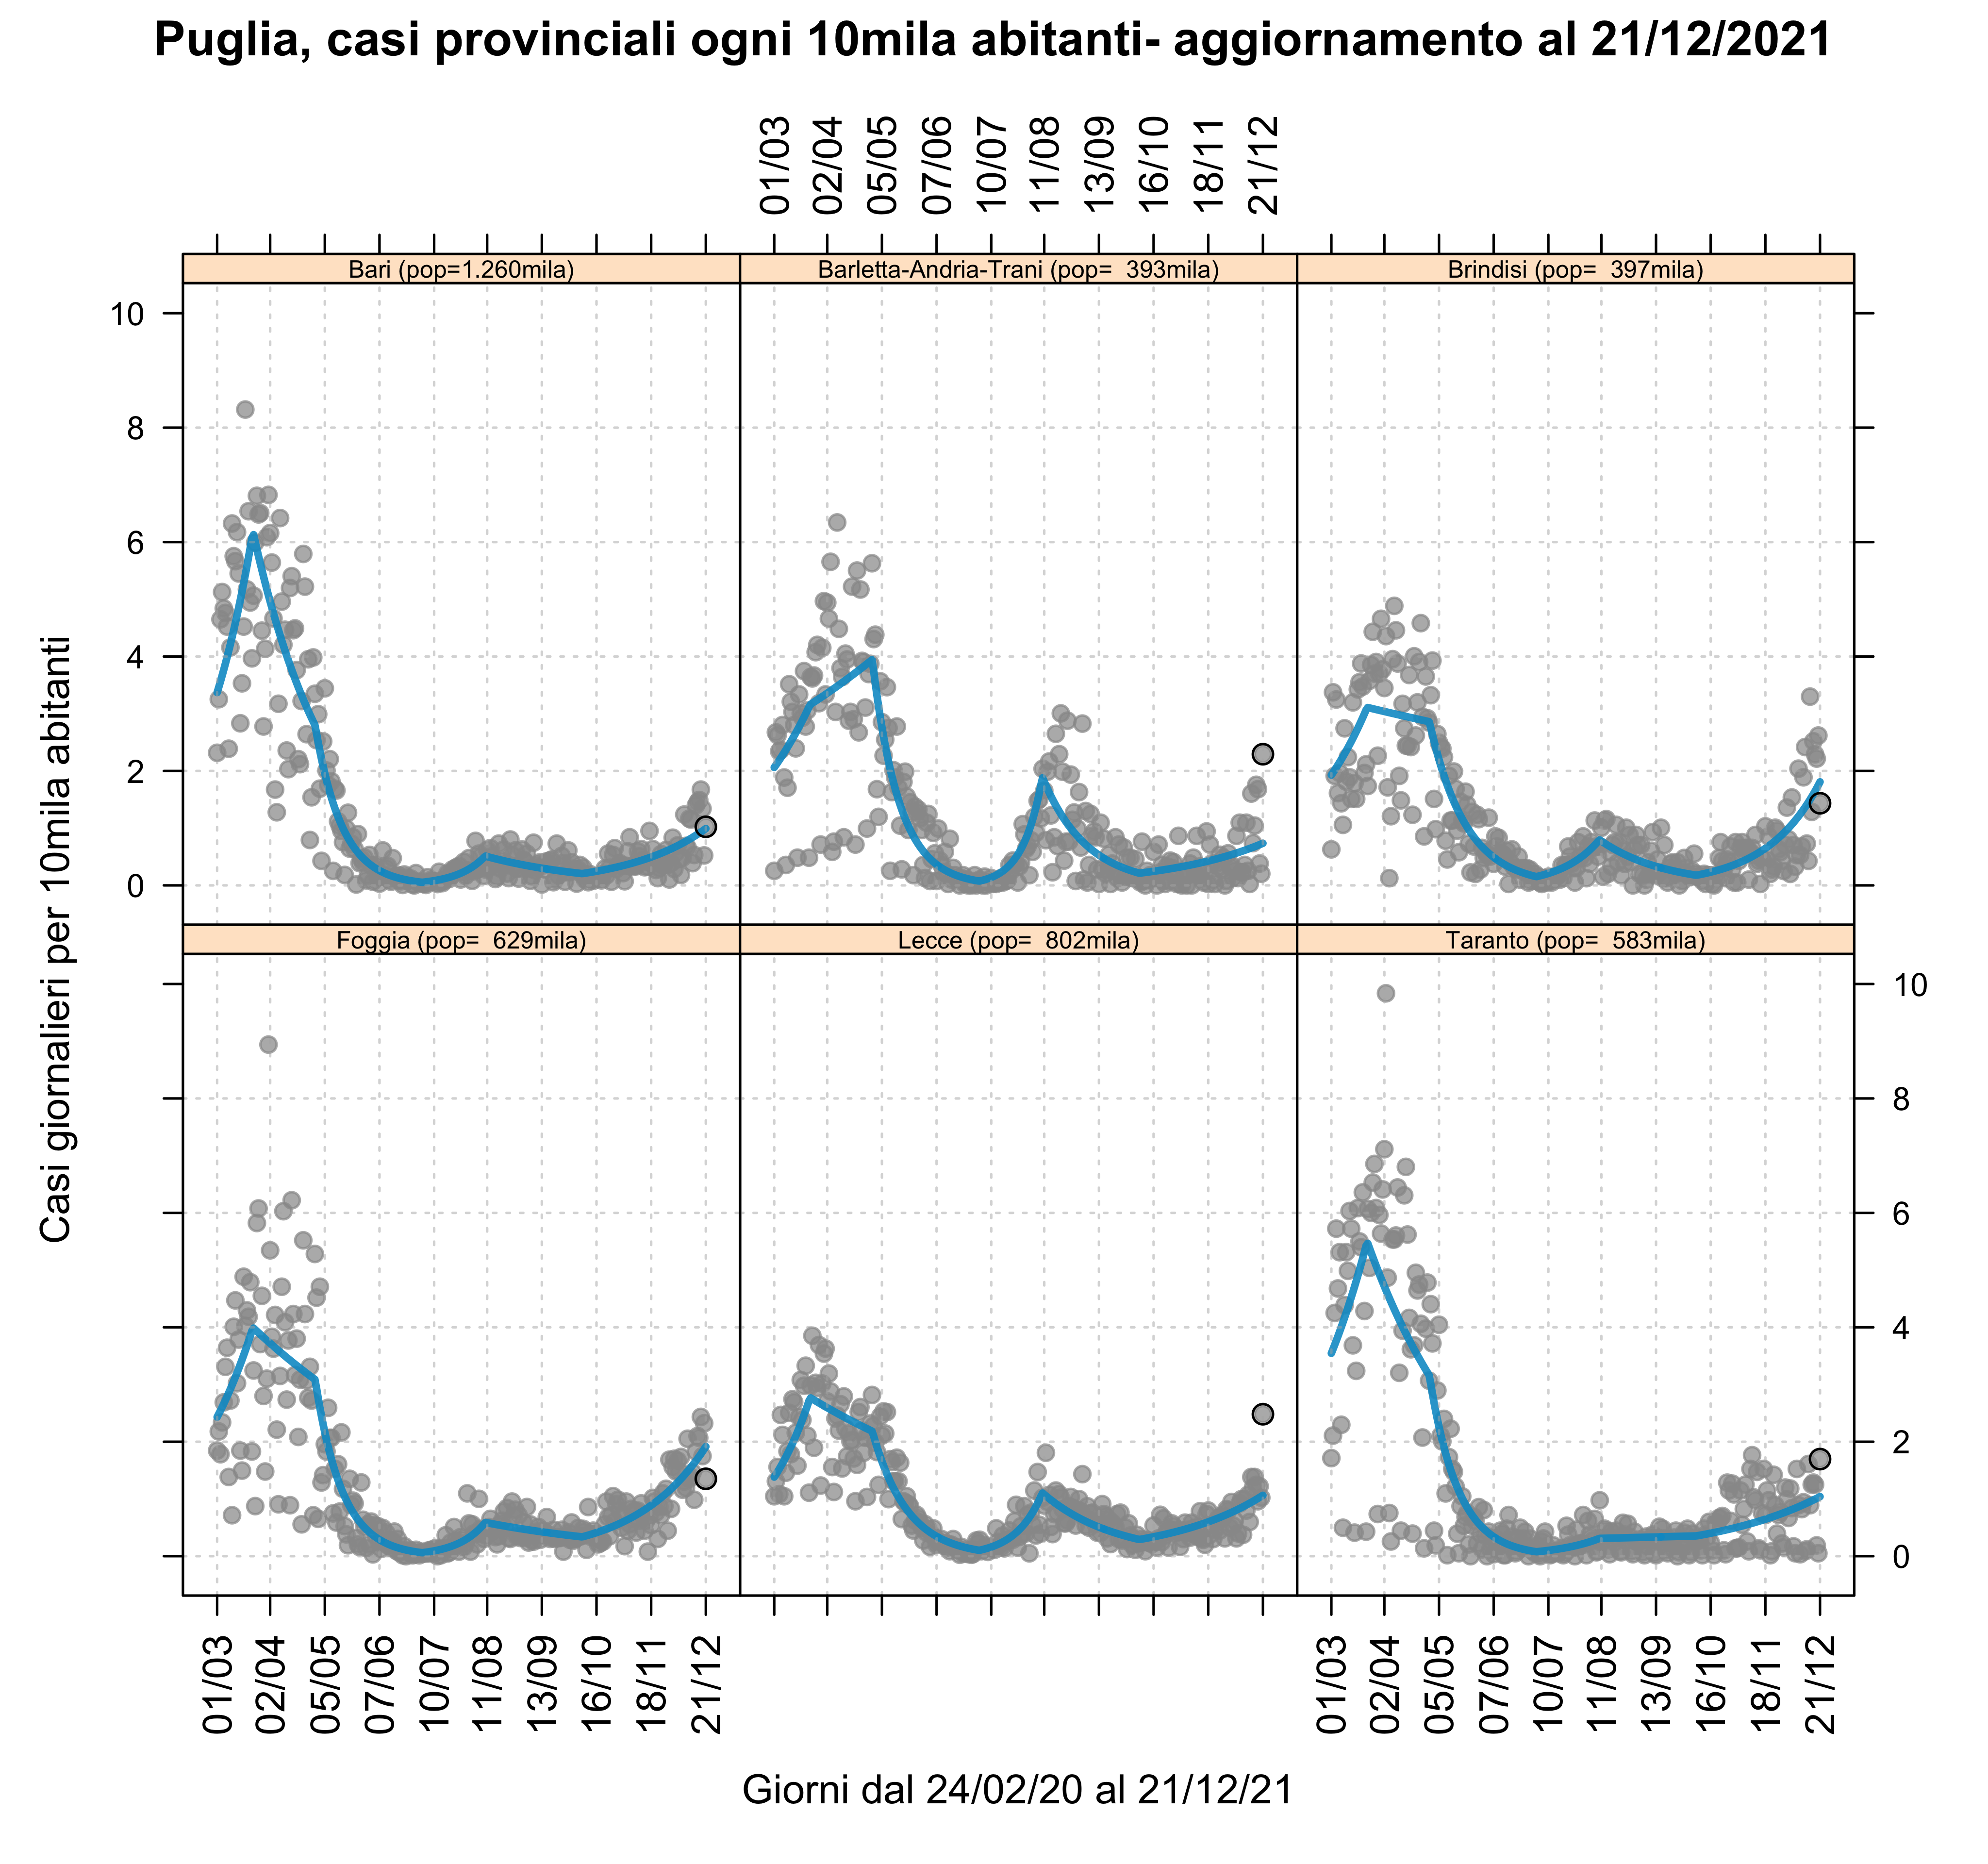 Puglia, casi provinciali ogni 10mila abitanti- aggiornamento al 21/12/2021
01/03 02/04 05/05 07/06 10/07 11/08 13/09 16/10 18/11 21/12
Bari (pop=1.260mila) Barletta-Andria-Trani (pop=  393mila) Brindisi (pop=  397mila)
10
8
6
4
2
0
Casi giornalieri per 10mila abitanti
Foggia (pop=  629mila) Lecce (pop=  802mila) Taranto (pop=  583mila)
10
8
6
4
2
0
01/03 02/04 05/05 07/06 10/07 11/08 13/09 16/10 18/11 21/12
01/03 02/04 05/05 07/06 10/07 11/08 13/09 16/10 18/11 21/12
Giorni dal 24/02/20 al 21/12/21